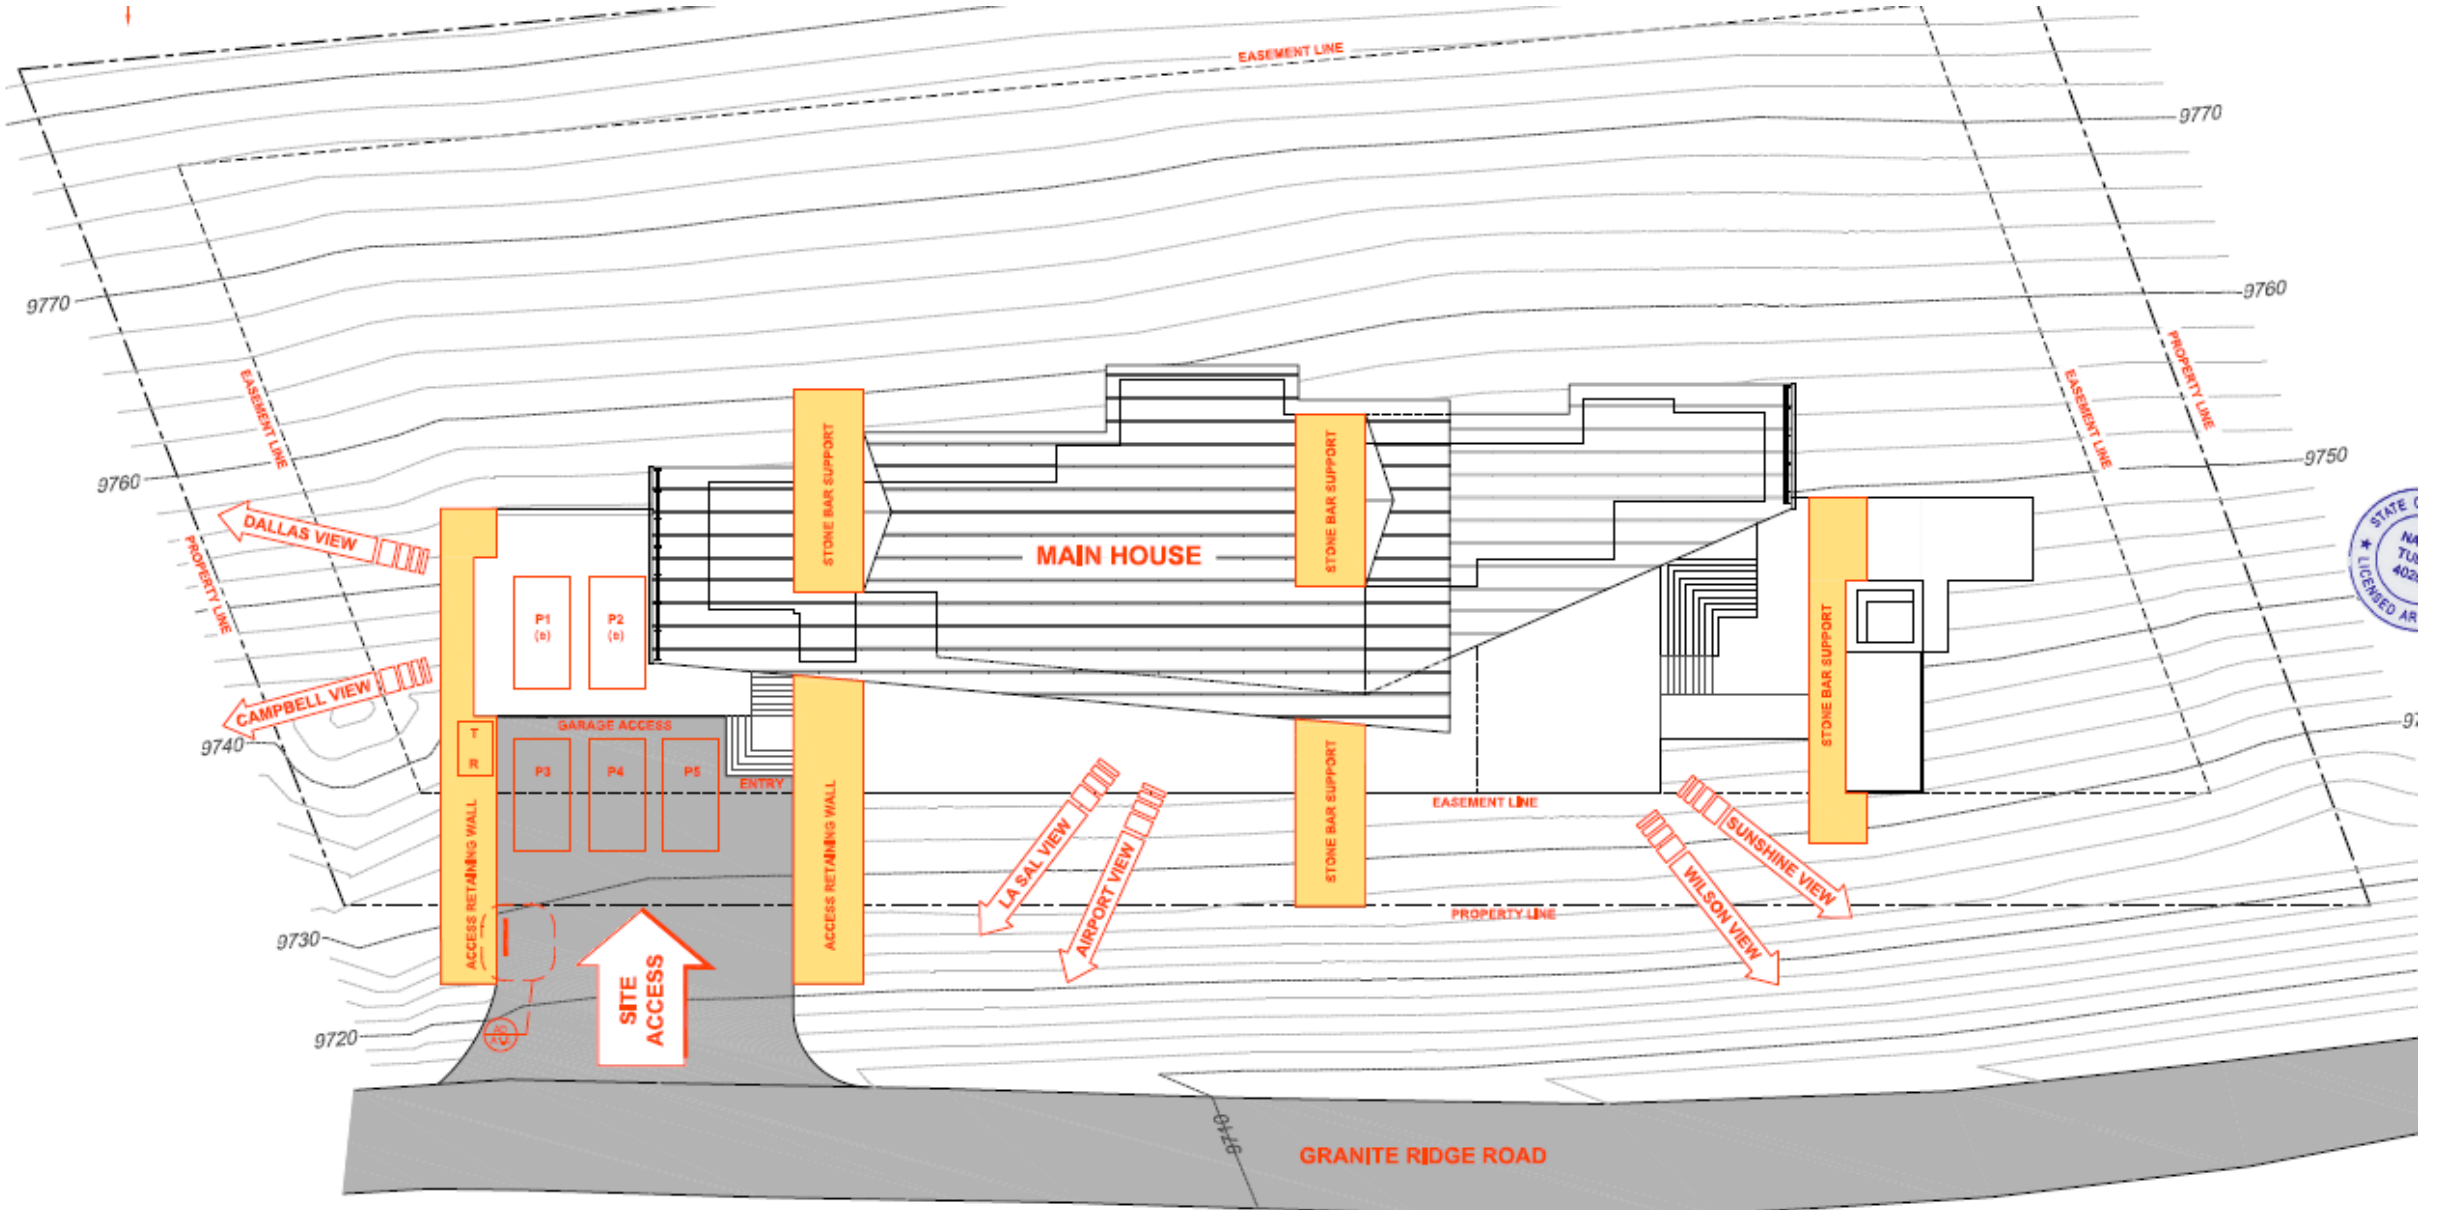 EASEMENT LINE
9770
9760
9770
PROPERTY LINE
EASEMENT LINE
EASEMENT LINE
9750
9760
STONE BAR SUPPORT
STONE BAR SUPPORT
DALLAS VIEW
PROPERTY LINE
MAIN HOUSE
STATE
LICENSED AR
P1
(B)
P2
(B)
STONE BAR SUPPORT
CAMPBELL VIEW
9740
T
R
GARAGE ACCESS
P3
P4
P5
ENTRY
EASEMENT LINE
LA SAL VIEW
AIRPORT VIEW
STONE BAR SUPPORT
SUNSHINE VIEW
WILSON VIEW
ACCESS RETAINING WALL
ACCESS RETAINING WALL
PROPERTY LINE
9730
SITE
ACCESS
9720
9710
GRANITE RIDGE ROAD